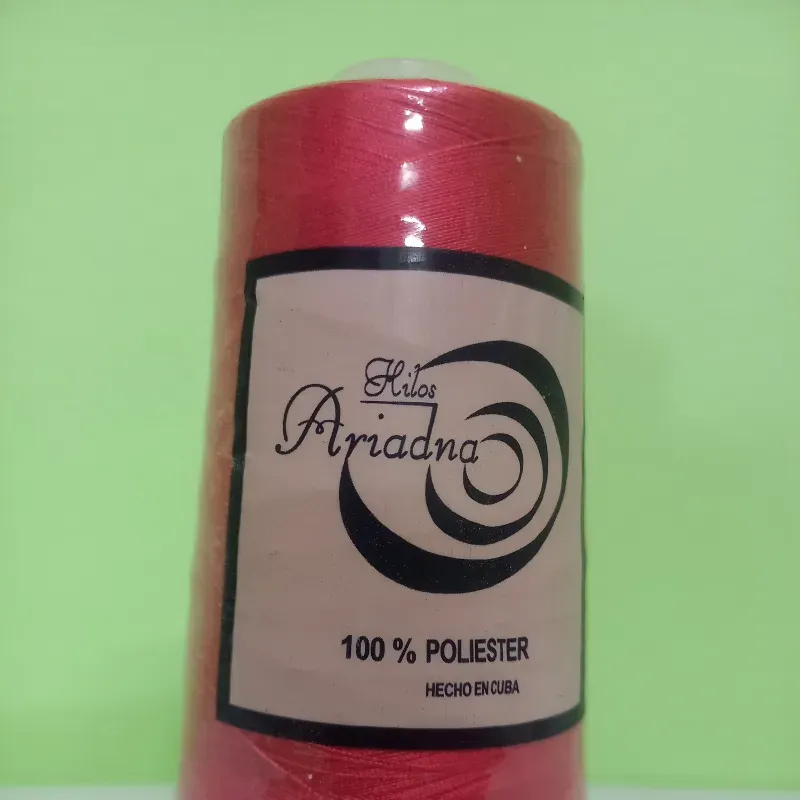 Hilos
Ariadna
100 % POLIESTER
HECHO EN CUBA